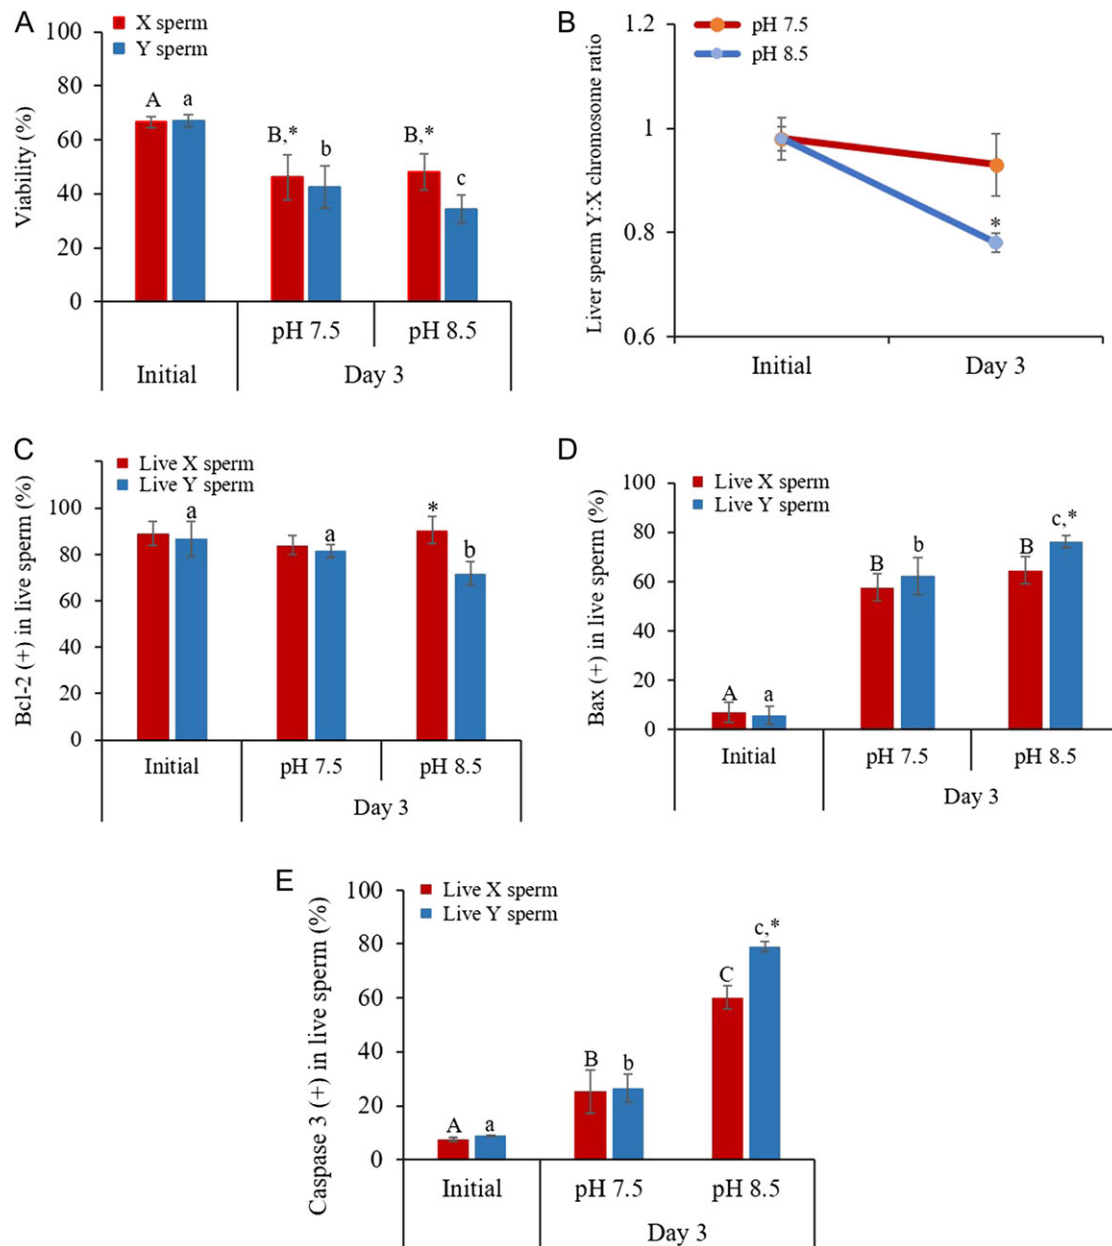 A
X sperm
Y sperm
Viability (%)
100
80
60
40
20
0
A
a
B,*
b
B,*
c
pH 7.5
pH 8.5
Initial
Day 3
B
pH 7.5
pH 8.5
Liver sperm Y:X chromosome ratio
1.2
1
0.8
0.6
*
Initial
Day 3
C
Live X sperm
Live Y sperm
Bcl-2 (+) in live sperm (%)
100
80
60
40
20
0
a
a
*
b
Initial
pH 7.5
pH 8.5
Day 3
D
Live X sperm
Live Y sperm
Bax (+) in live sperm (%)
100
80
60
40
20
0
A
a
B
b
B
c,*
Initial
pH 7.5
pH 8.5
Day 3
E
Live X sperm
Live Y sperm
Caspase 3 (+) in live sperm (%)
100
80
60
40
20
0
A
a
B
b
C
c,*
Initial
pH 7.5
pH 8.5
Day 3